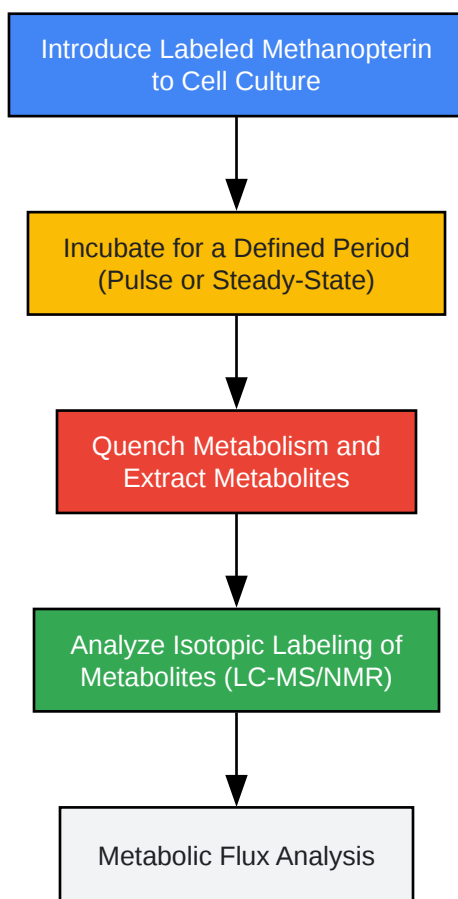 Introduce Labeled Methanopterin
to Cell Culture
Incubate for a Defined Period
(Pulse or Steady-State)
Quench Metabolism and
Extract Metabolites
Analyze Isotopic Labeling of
Metabolites (LC-MS/NMR)
Metabolic Flux Analysis